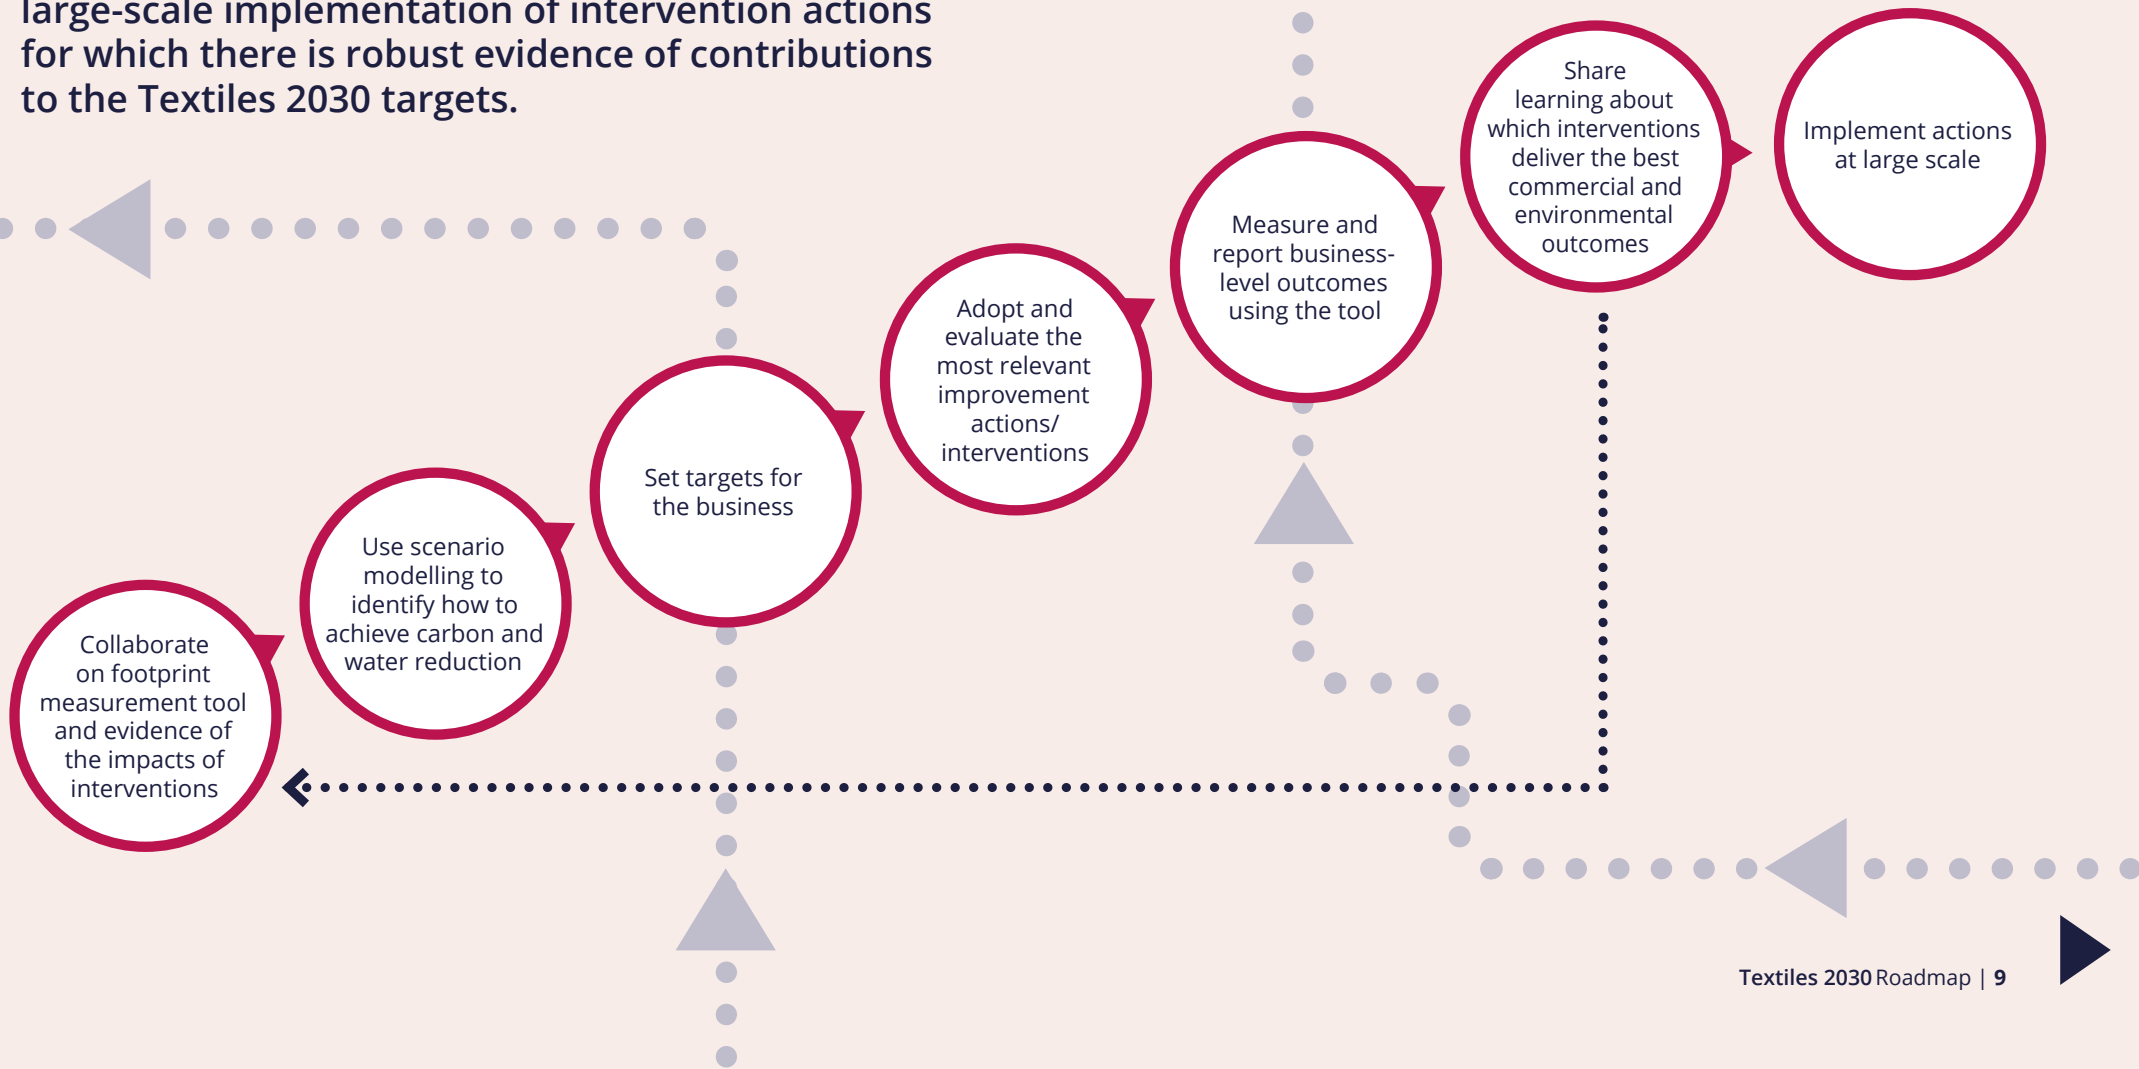 large-scale implementation of intervention actions
for which there is robust evidence of contributions
to the Textiles 2030 targets.
Collaborate
on footprint
measurement tool
and evidence of
the impacts of
interventions
Use scenario
modelling to
identify how to
achieve carbon and
water reduction
Set targets for
the business
Adopt and
evaluate the
most relevant
improvement
actions/
interventions
Measure and
report business-
level outcomes
using the tool
Share
learning about
which interventions
deliver the best
commercial and
environmental
outcomes
Implement actions
at large scale
Textiles 2030 Roadmap | 9